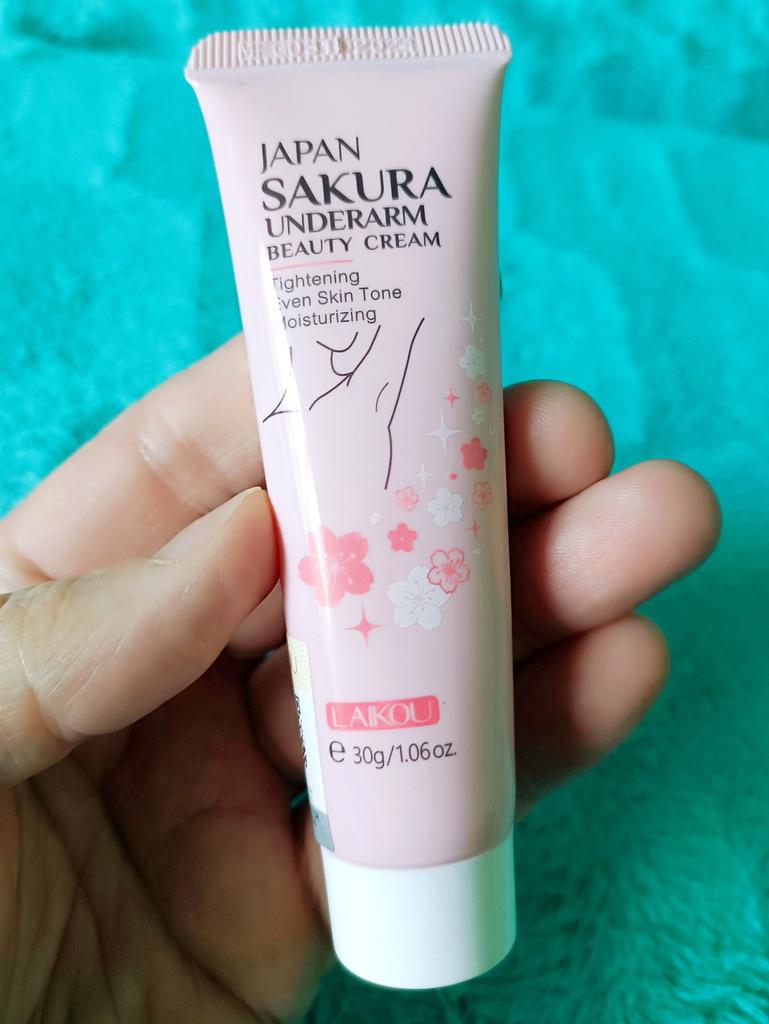 JAPAN
SAKURA
UNDERARM
BEAUTY CREAM
Tightening
Even Skin Tone
Moisturizing
LAIKOU
e 30g/1.06oz.